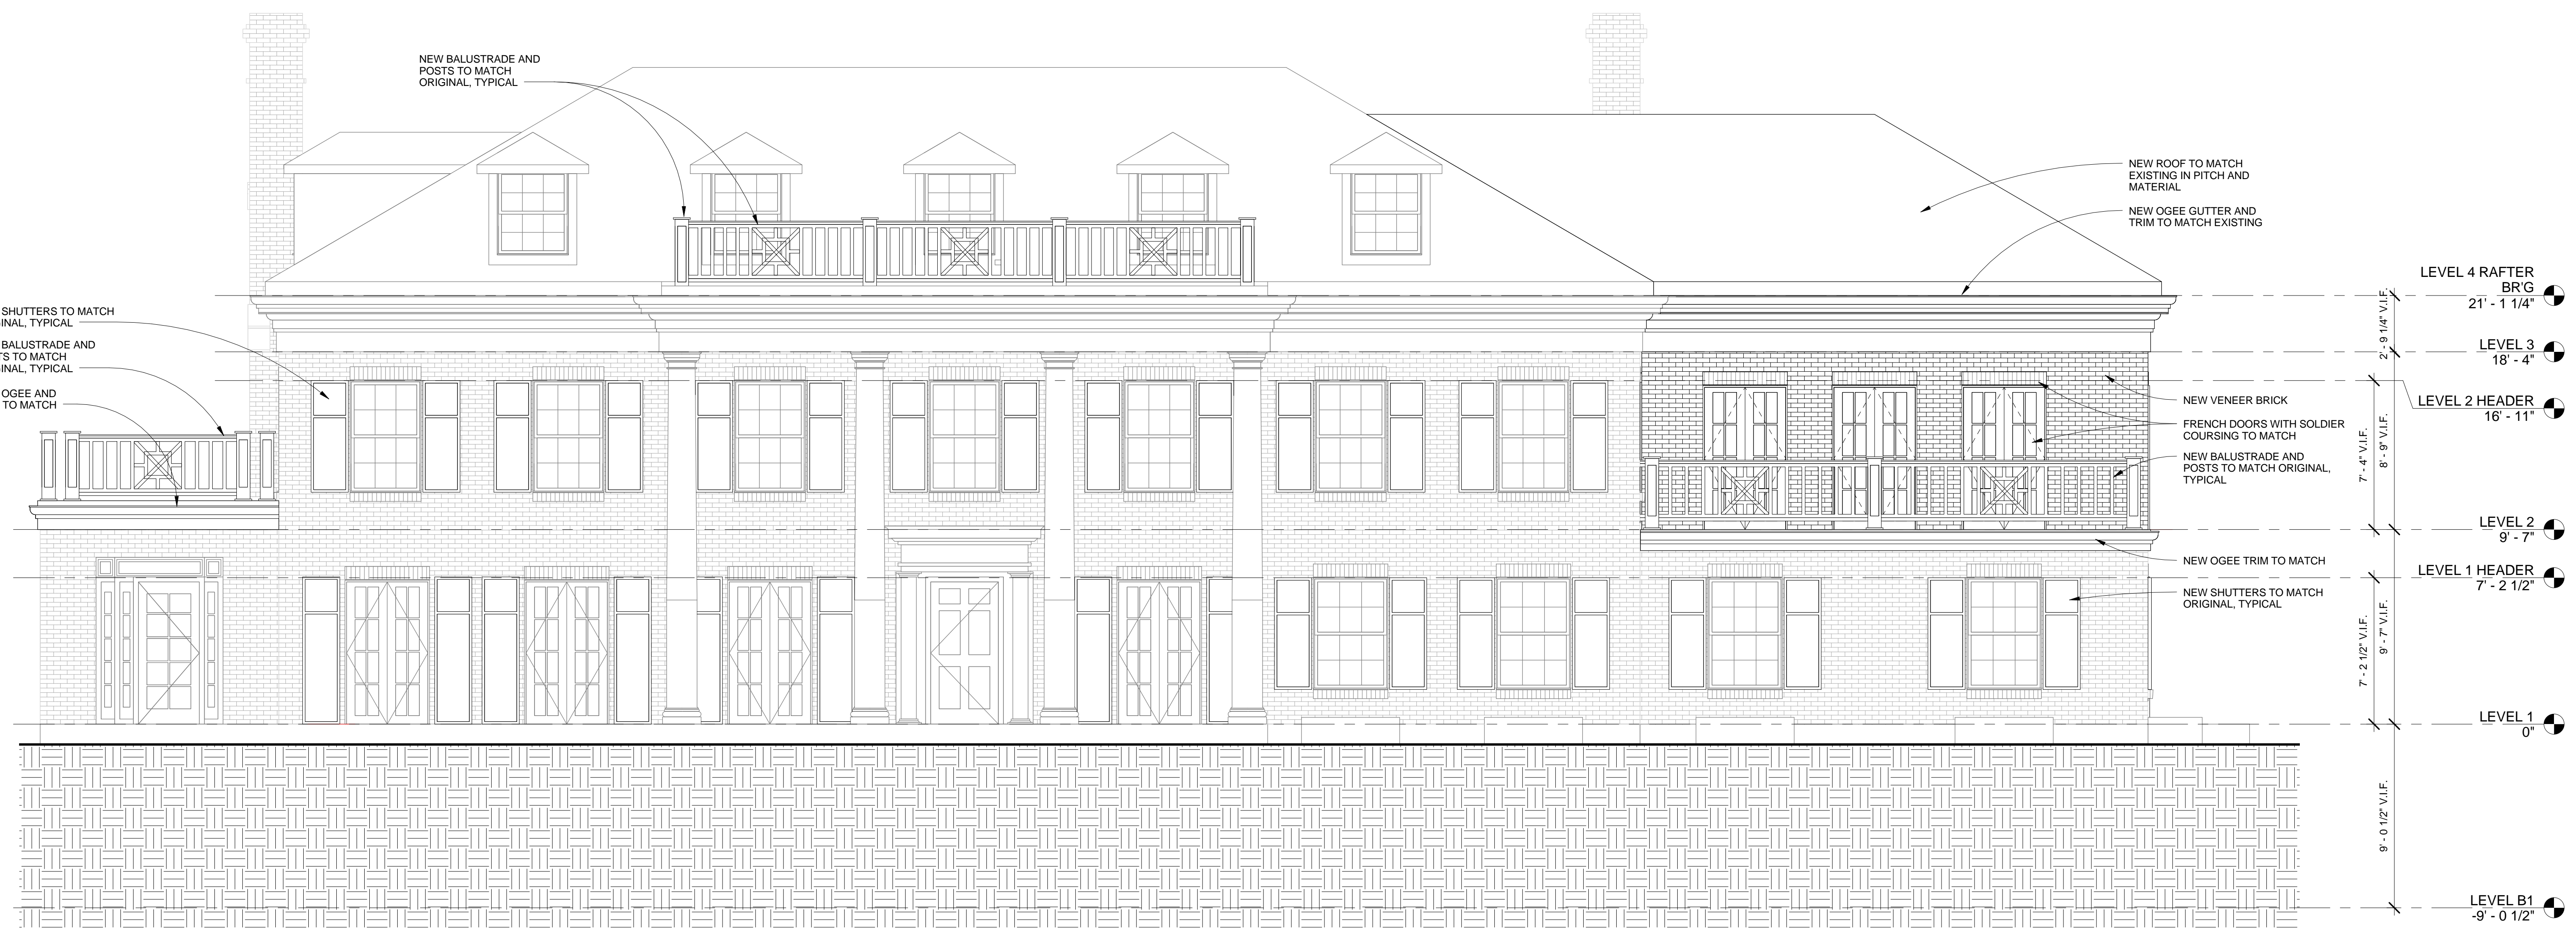 NEW BALUSTRADE AND
POSTS TO MATCH
ORIGINAL, TYPICAL
NEW ROOF TO MATCH
EXISTING IN PITCH AND
MATERIAL
NEW OGEE GUTTER AND
TRIM TO MATCH EXISTING
SHUTTERS TO MATCH
INAL, TYPICAL
BALUSTRADE AND
TS TO MATCH
INAL, TYPICAL
OGEE AND
TO MATCH
NEW VENEER BRICK
FRENCH DOORS WITH SOLDIER
COURSING TO MATCH
NEW BALUSTRADE AND
POSTS TO MATCH ORIGINAL,
TYPICAL
NEW OGEE TRIM TO MATCH
NEW SHUTTERS TO MATCH
ORIGINAL, TYPICAL
2' - 9 1/4" V.I.F.
7' - 4" V.I.F.
8' - 9" V.I.F.
7' - 2 1/2" V.I.F.
9' - 7" V.I.F.
9' - 0 1/2" V.I.F.
LEVEL 4 RAFTER
BR'G
21' - 1 1/4"
LEVEL 3
18' - 4"
LEVEL 2 HEADER
16' - 11"
LEVEL 2
9' - 7"
LEVEL 1 HEADER
7' - 2 1/2"
LEVEL 1
0"
LEVEL B1
-9' - 0 1/2"